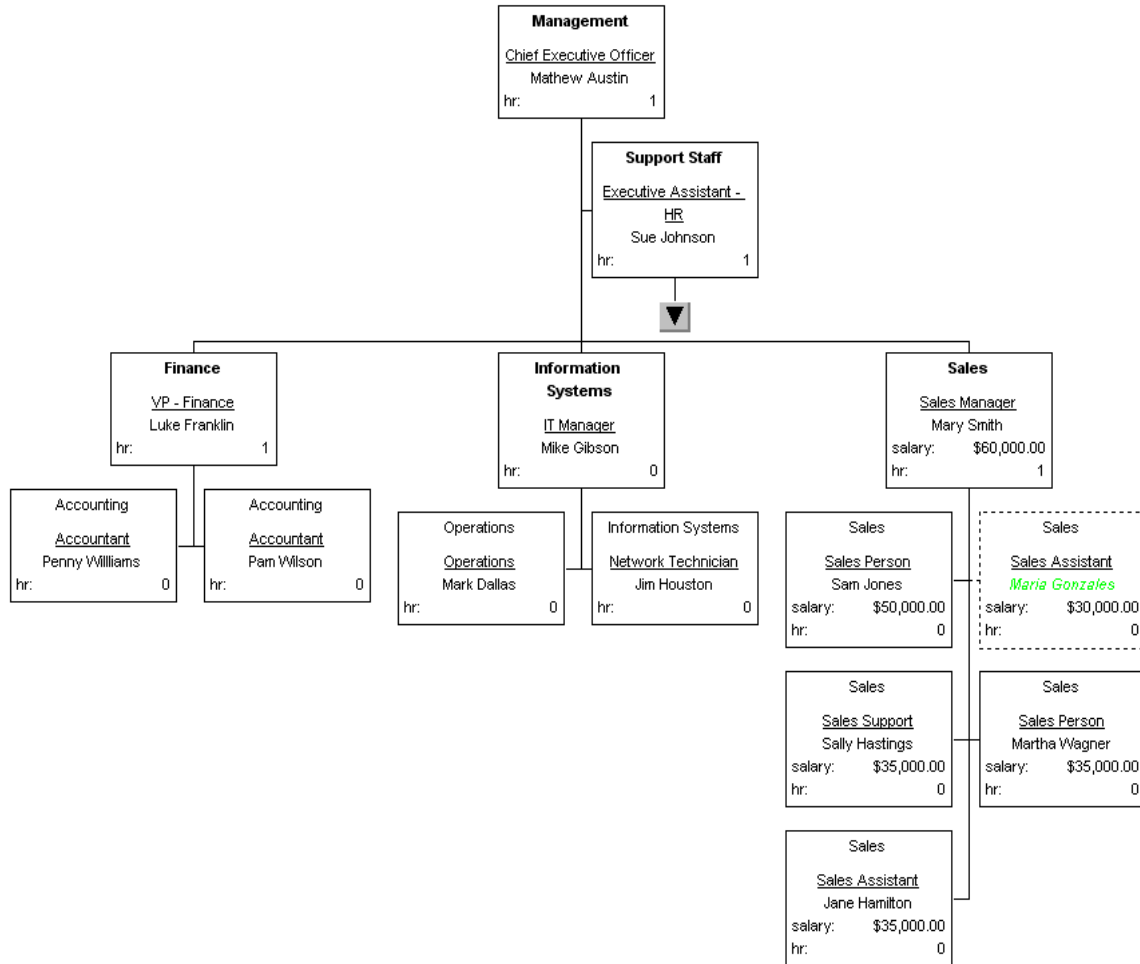 Management
Chief Executive Officer
Mathew Austin
hr: 1
Support Staff
Executive Assistant -
HR
Sue Johnson
hr: 1
Finance
VP - Finance
Luke Franklin
hr: 1
Information
Systems
IT Manager
Mike Gibson
hr: 0
Sales
Sales Manager
Mary Smith
salary: $60,000.00
hr: 1
Accounting
Accountant
Penny Williams
hr: 0
Accounting
Accountant
Pam Wilson
hr: 0
Operations
Operations
Mark Dallas
hr: 0
Information Systems
Network Technician
Jim Houston
hr: 0
Sales
Sales Person
Sam Jones
salary: $50,000.00
hr: 0
Sales
Sales Assistant
Maria Gonzales
salary: $30,000.00
hr: 0
Sales
Sales Support
Sally Hastings
salary: $35,000.00
hr: 0
Sales
Sales Person
Martha Wagner
salary: $35,000.00
hr: 0
Sales
Sales Assistant
Jane Hamilton
salary: $35,000.00
hr: 0